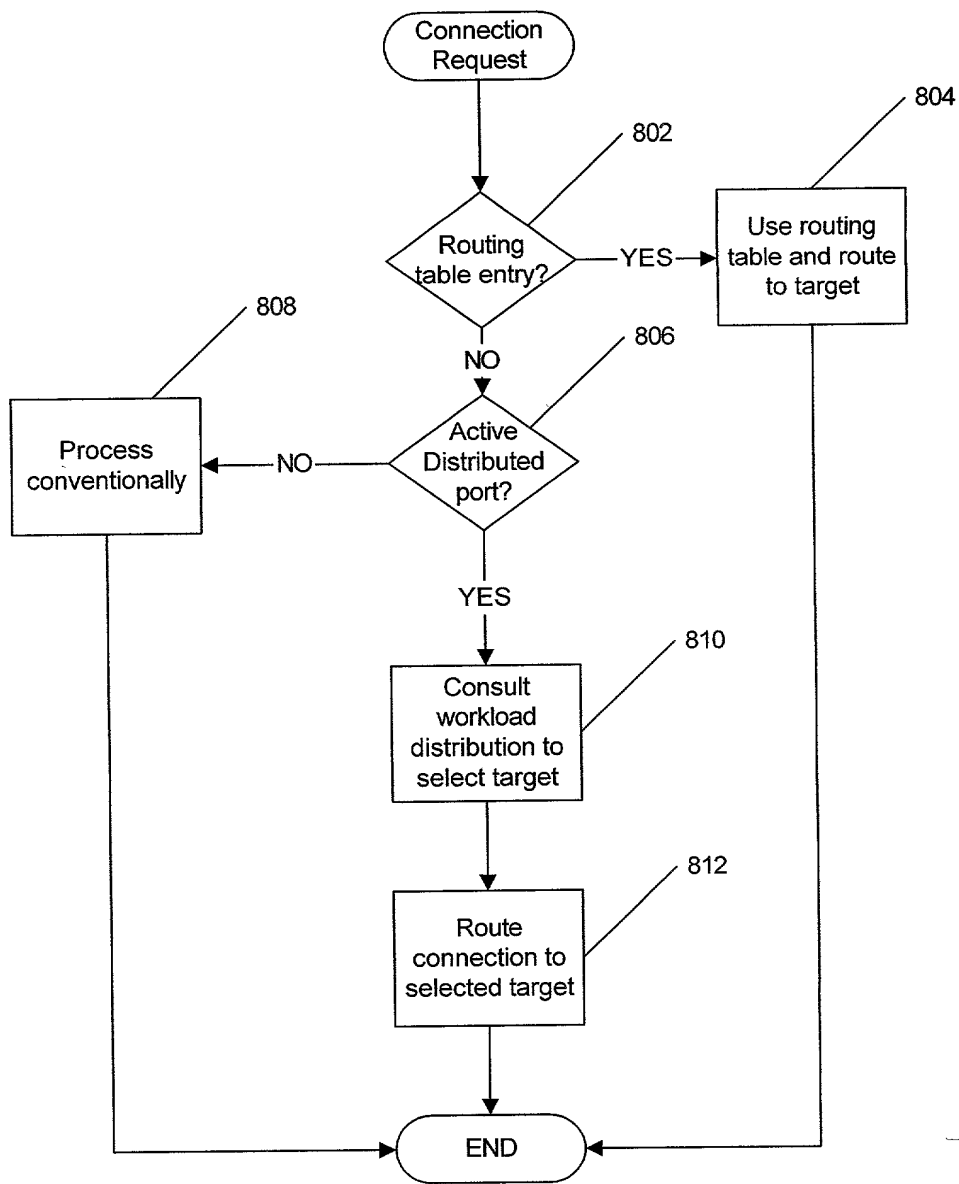 Connection
Request
802
804
Routing
table entry?
YES
Use routing
table and route
to target
808
NO
806
Process
conventionally
NO
Active
Distributed
port?
YES
810
Consult
workload
distribution to
select target
812
Route
connection to
selected target
END